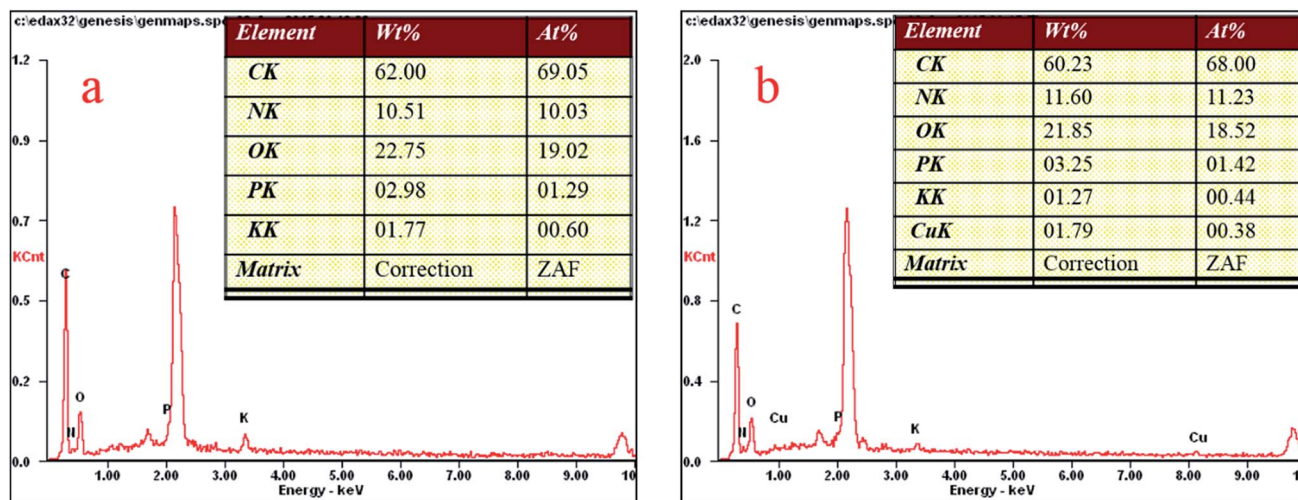 c:\edax32\genesis\genmaps.sp
a
Element Wt% At%
CK 62.00 69.05
NK 10.51 10.03
OK 22.75 19.02
PK 02.98 01.29
KK 01.77 00.60
Matrix Correction ZAF
1.2
0.9
0.7
KCnt
0.5
0.2
0.0
C
N
O
P
K
1.00 2.00 3.00 4.00 5.00 6.00 7.00 8.00 9.00 10
Energy - keV
c:\edax32\genesis\genmaps.sp
b
Element Wt% At%
CK 60.23 68.00
NK 11.60 11.23
OK 21.85 18.52
PK 03.25 01.42
KK 01.27 00.44
CuK 01.79 00.38
Matrix Correction ZAF
2.0
1.6
1.2
KCnt
0.8
0.4
0.0
C
N
O
Cu
P
K
Cu
1.00 2.00 3.00 4.00 5.00 6.00 7.00 8.00 9.00 1
Energy - keV